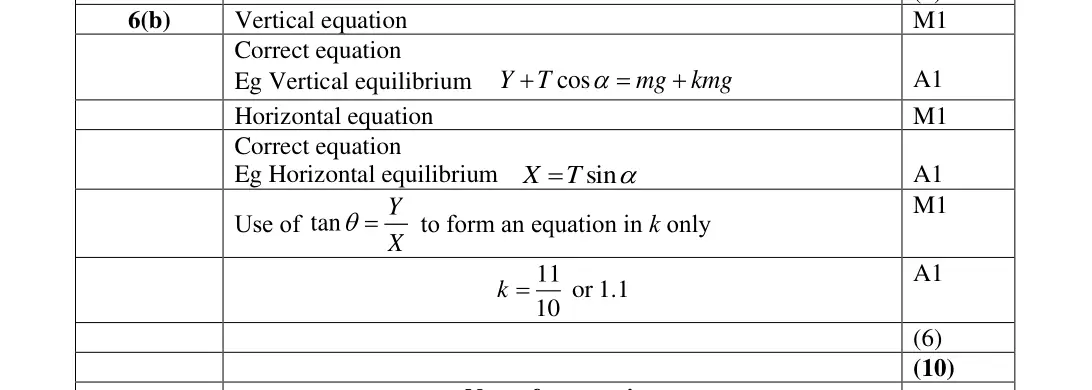 6(b) Vertical equation M1
Correct equation
Eg Vertical equilibrium Y + T cos α = mg + kmg A1
Horizontal equation M1
Correct equation
Eg Horizontal equilibrium X = T sin α A1
Use of tan θ = Y/X to form an equation in k only M1
k = 11/10 or 1.1 A1
(6)
(10)